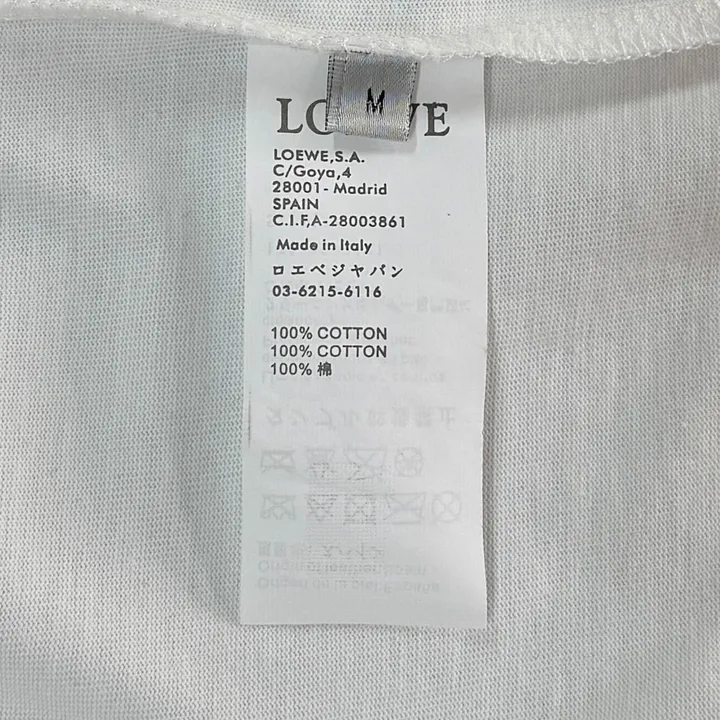 M
LOEWE
LOEWE,S.A.
C/Goya,4
28001- Madrid
SPAIN
C.I.F,A-28003861
Made in Italy
ロエベジャパン
03-6215-6116
100% COTTON
100% COTTON
100% 棉